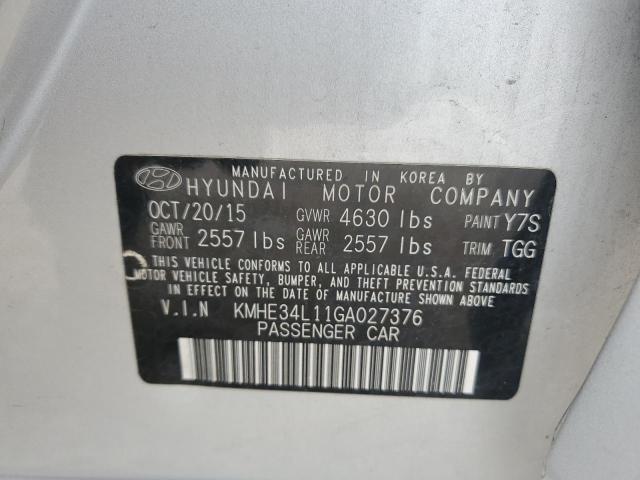 MANUFACTURED IN KOREA BY
HYUNDAI MOTOR COMPANY
OCT/20/15 GVWR 4630 lbs PAINT Y7S
GAWR FRONT 2557 lbs GAWR REAR 2557 lbs TRIM TGG
THIS VEHICLE CONFORMS TO ALL APPLICABLE U.S.A. FEDERAL
MOTOR VEHICLE SAFETY, BUMPER, AND THEFT PREVENTION STANDARDS
IN EFFECT ON THE DATE OF MANUFACTURE SHOWN ABOVE
V.I.N KMHE34L11GA027376
PASSENGER CAR